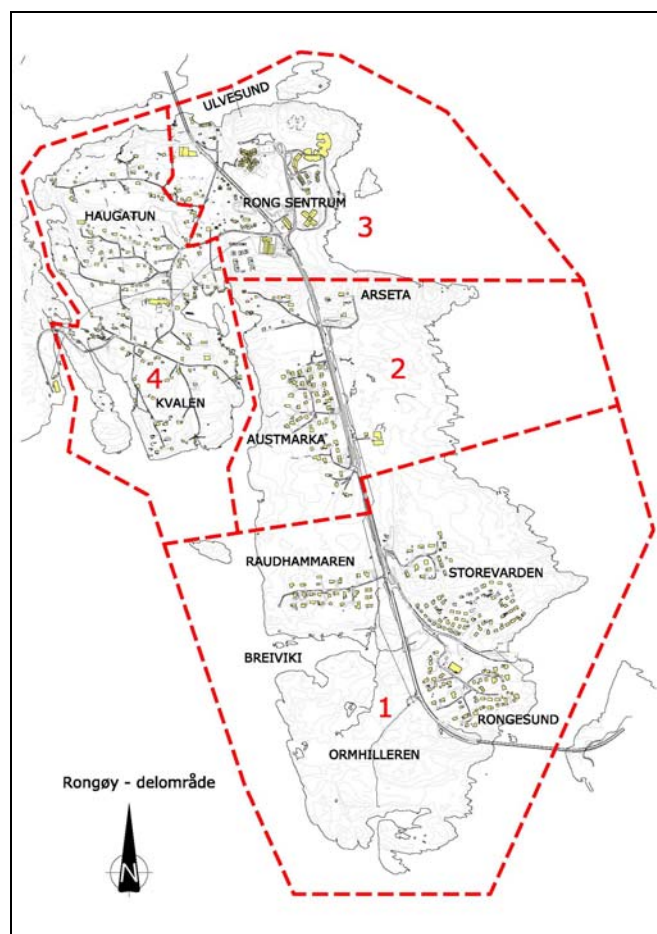 ULVESUND
HAUGATUN
RONG SENTRUM
3
ARSETA
2
4
KVALEN
AUSTMARKA
RAUDHAMMAREN
STOREVARDEN
BREIVIKI
1
RONGESUND
ORMHILLEREN
Rongøy - delområde
N